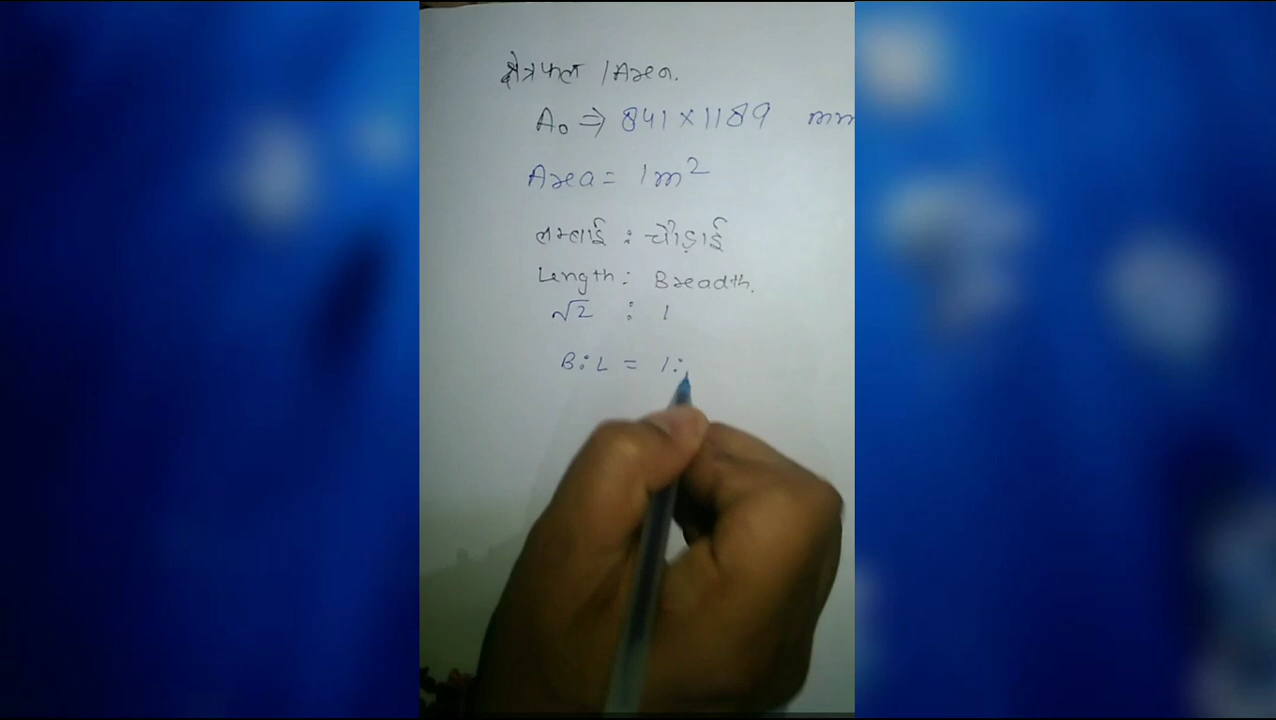 क्षेत्रफल / Area.
A₀ ⇒ 841 × 1189 mm
Area = 1m²
लम्बाई : चौड़ाई
Length : Breadth.
√2 : 1
B : L = 1 :